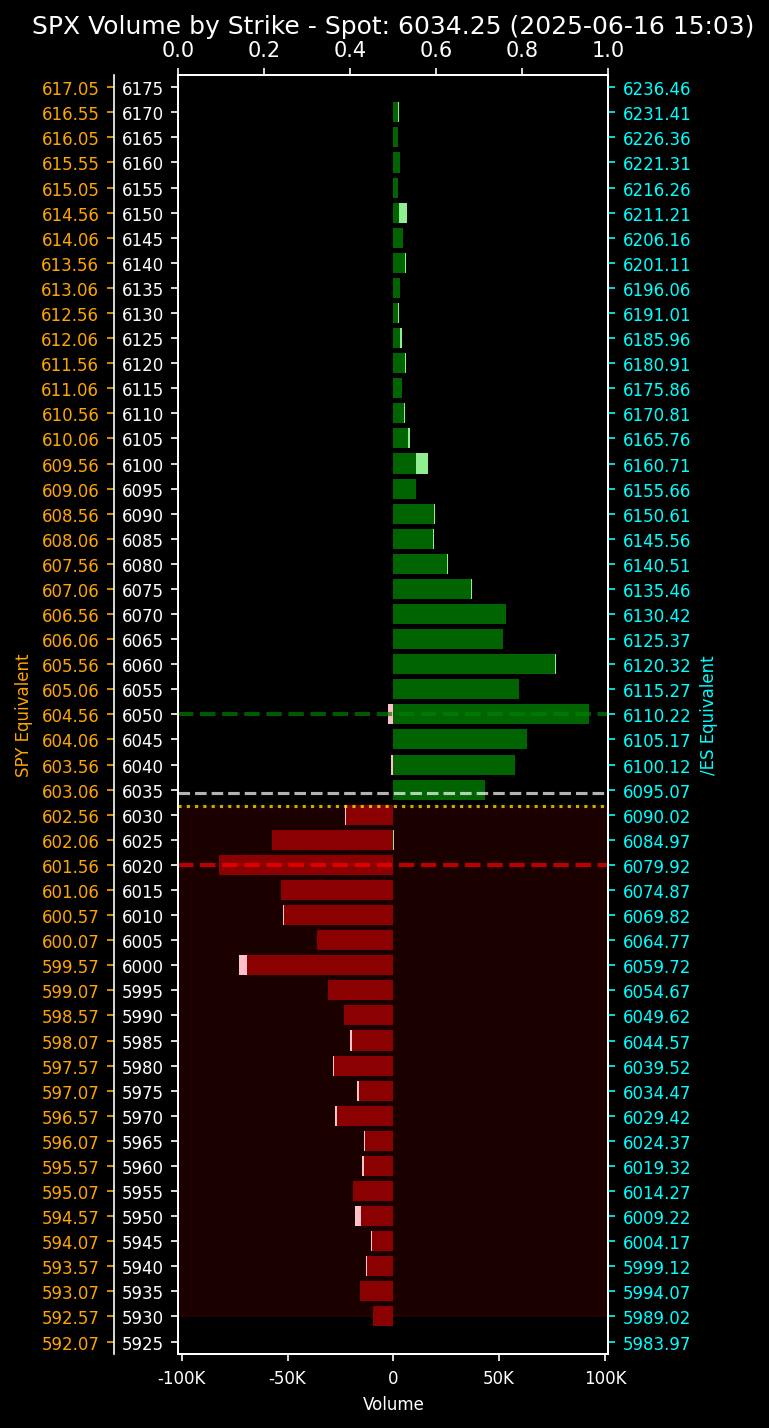 SPX Volume by Strike - Spot: 6034.25 (2025-06-16 15:03)
0.0 0.2 0.4 0.6 0.8 1.0
617.05 6175 6236.46
616.55 6170 6231.41
616.05 6165 6226.36
615.55 6160 6221.31
615.05 6155 6216.26
614.56 6150 6211.21
614.06 6145 6206.16
613.56 6140 6201.11
613.06 6135 6196.06
612.56 6130 6191.01
612.06 6125 6185.96
611.56 6120 6180.91
611.06 6115 6175.86
610.56 6110 6170.81
610.06 6105 6165.76
609.56 6100 6160.71
609.06 6095 6155.66
608.56 6090 6150.61
608.06 6085 6145.56
607.56 6080 6140.51
607.06 6075 6135.46
606.56 6070 6130.42
606.06 6065 6125.37
605.56 6060 6120.32
605.06 6055 6115.27
604.56 6050 6110.22
604.06 6045 6105.17
603.56 6040 6100.12
603.06 6035 6095.07
602.56 6030 6090.02
602.06 6025 6084.97
601.56 6020 6079.92
601.06 6015 6074.87
600.57 6010 6069.82
600.07 6005 6064.77
599.57 6000 6059.72
599.07 5995 6054.67
598.57 5990 6049.62
598.07 5985 6044.57
597.57 5980 6039.52
597.07 5975 6034.47
596.57 5970 6029.42
596.07 5965 6024.37
595.57 5960 6019.32
595.07 5955 6014.27
594.57 5950 6009.22
594.07 5945 6004.17
593.57 5940 5999.12
593.07 5935 5994.07
592.57 5930 5989.02
592.07 5925 5983.97
SPY Equivalent
/ES Equivalent
-100K -50K 0 50K 100K
Volume